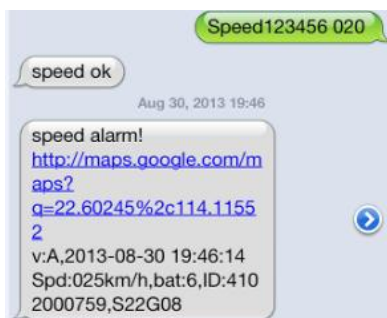 Speed123456 020
speed ok
Aug 30, 2013 19:46
speed alarm!
http://maps.google.com/m
aps?
q=22.60245%2c114.1155
2
v:A,2013-08-30 19:46:14
Spd:025km/h,bat:6,ID:410
2000759,S22G08